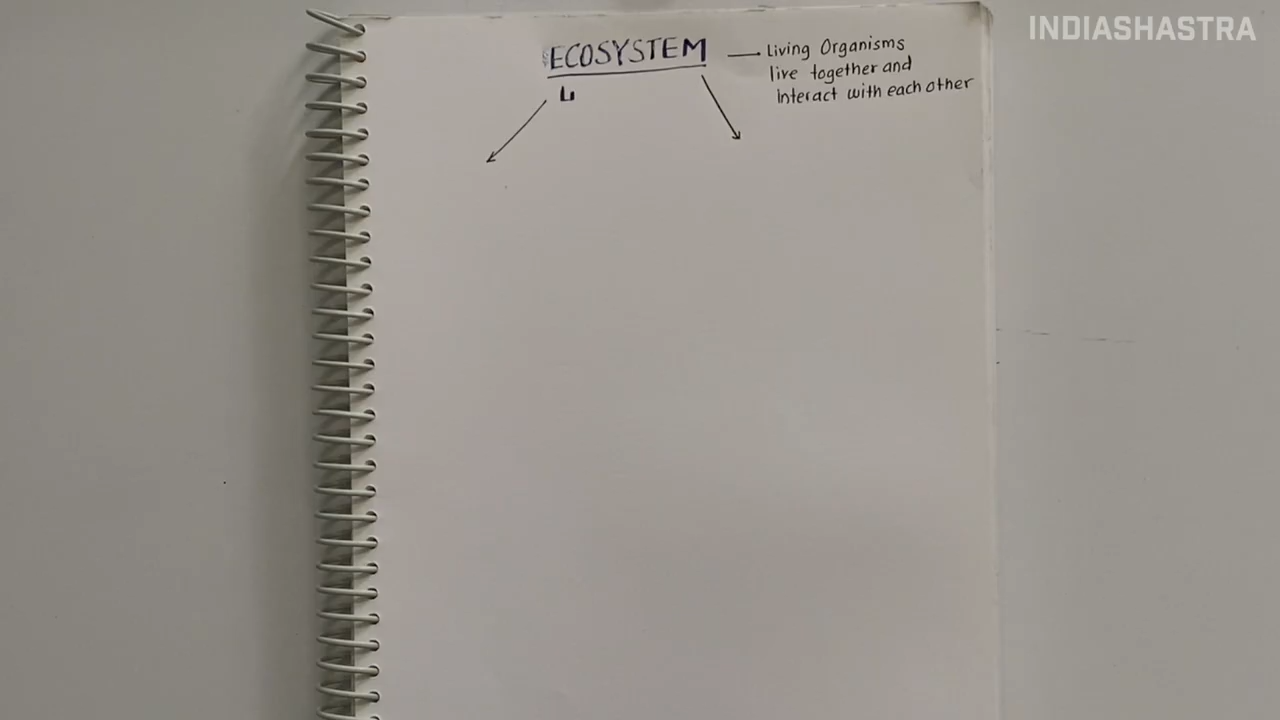 INDIASHASTRA
ECOSYSTEM
Living Organisms
live together and
interact with each other